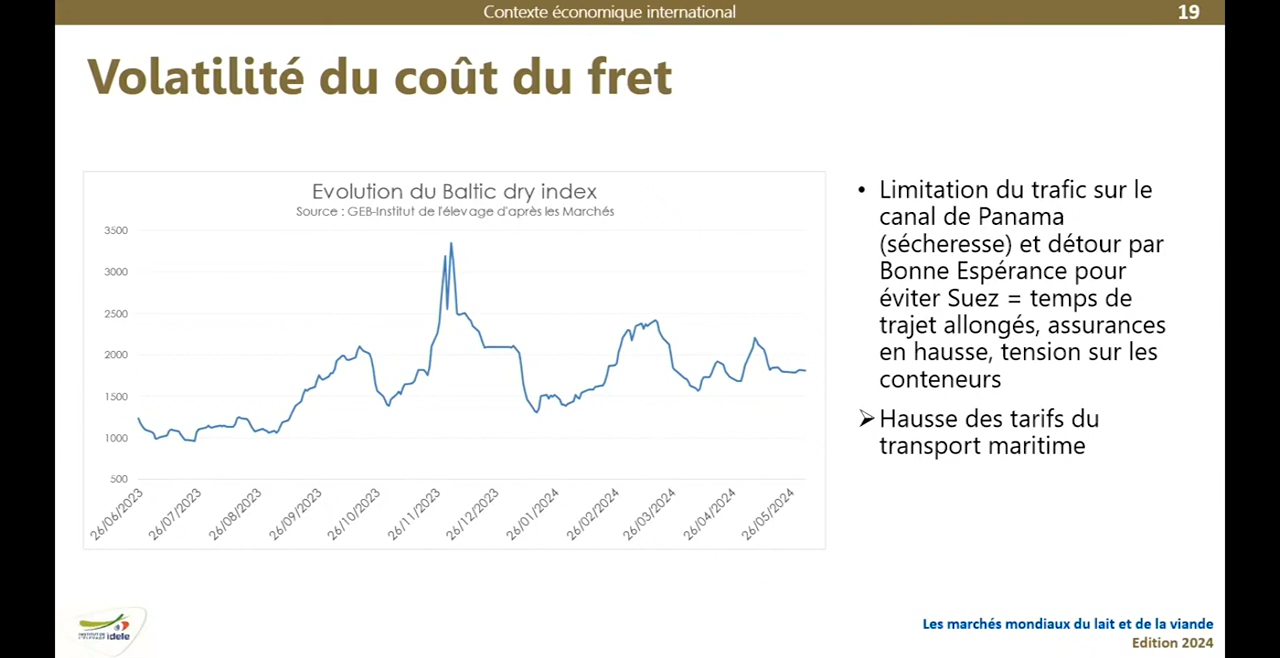 Contexte économique international
19
Volatilité du coût du fret
Evolution du Baltic dry index
Source : GEB-Institut de l'élevage d'après les Marchés
3500
3000
2500
2000
1500
1000
500
26/06/2023
26/07/2023
26/08/2023
26/09/2023
26/10/2023
26/11/2023
26/12/2023
26/01/2024
26/02/2024
26/03/2024
26/04/2024
26/05/2024
• Limitation du trafic sur le
canal de Panama
(sécheresse) et détour par
Bonne Espérance pour
éviter Suez = temps de
trajet allongés, assurances
en hausse, tension sur les
conteneurs
➢ Hausse des tarifs du
transport maritime
INSTITUT DE
L'ELEVAGE idele
Les marchés mondiaux du lait et de la viande
Edition 2024